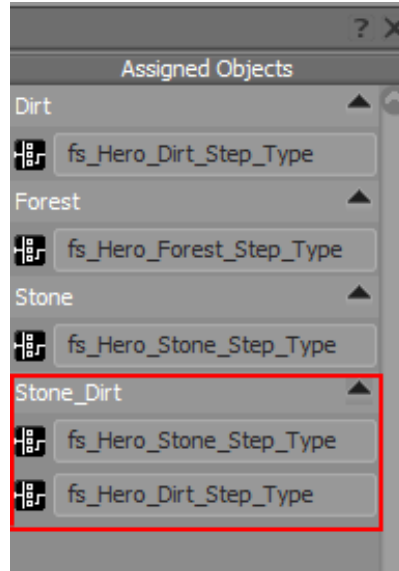 ? X
Assigned Objects
Dirt
fs_Hero_Dirt_Step_Type
Forest
fs_Hero_Forest_Step_Type
Stone
fs_Hero_Stone_Step_Type
Stone_Dirt
fs_Hero_Stone_Step_Type
fs_Hero_Dirt_Step_Type